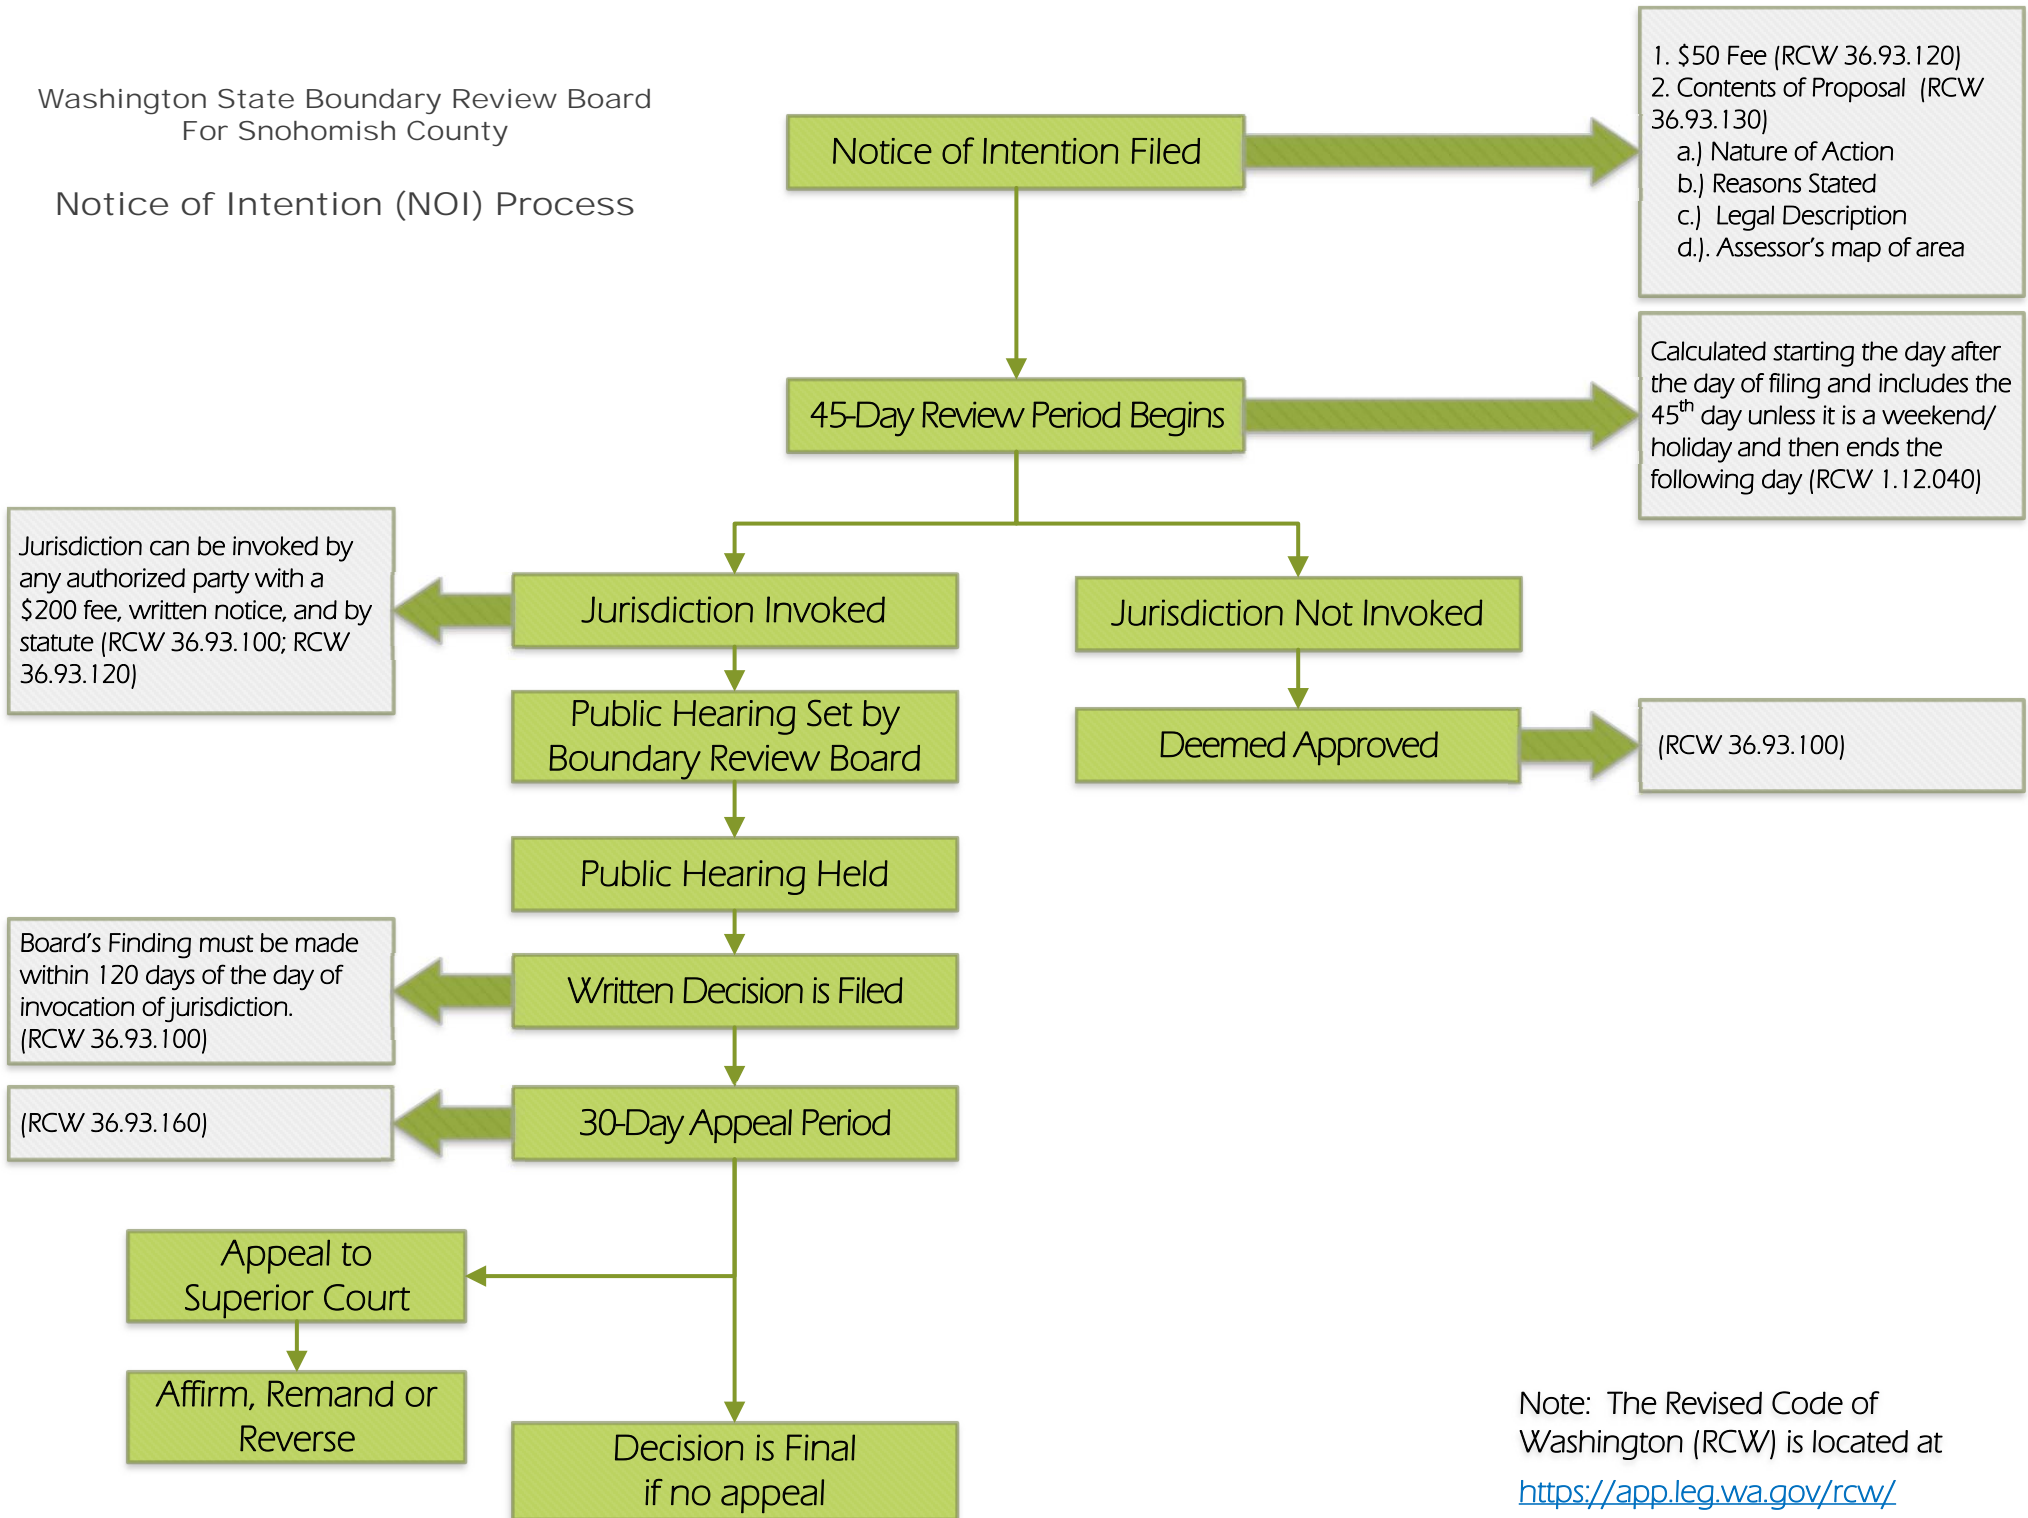 Washington State Boundary Review Board
For Snohomish County
Notice of Intention (NOI) Process
Notice of Intention Filed
1. $50 Fee (RCW 36.93.120)
2. Contents of Proposal (RCW
36.93.130)
a.) Nature of Action
b.) Reasons Stated
c.) Legal Description
d.). Assessor’s map of area
45-Day Review Period Begins
Calculated starting the day after
the day of filing and includes the
45th day unless it is a weekend/
holiday and then ends the
following day (RCW 1.12.040)
Jurisdiction can be invoked by
any authorized party with a
$200 fee, written notice, and by
statute (RCW 36.93.100; RCW
36.93.120)
Jurisdiction Invoked
Jurisdiction Not Invoked
Public Hearing Set by
Boundary Review Board
Deemed Approved
(RCW 36.93.100)
Public Hearing Held
Board’s Finding must be made
within 120 days of the day of
invocation of jurisdiction.
(RCW 36.93.100)
Written Decision is Filed
(RCW 36.93.160)
30-Day Appeal Period
Appeal to
Superior Court
Affirm, Remand or
Reverse
Decision is Final
if no appeal
Note: The Revised Code of
Washington (RCW) is located at
https://app.leg.wa.gov/rcw/